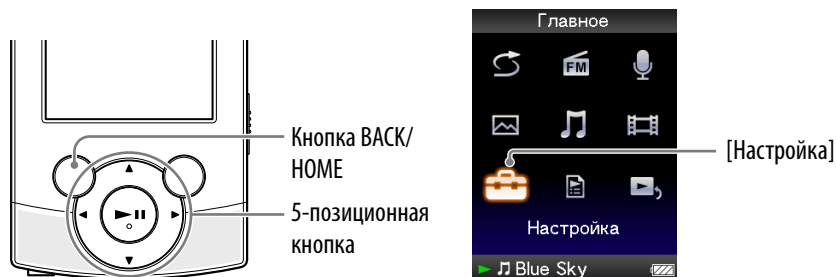 Главное
FM
Кнопка BACK/
HOME
[Настройка]
5-позиционная
кнопка
Настройка
Blue Sky